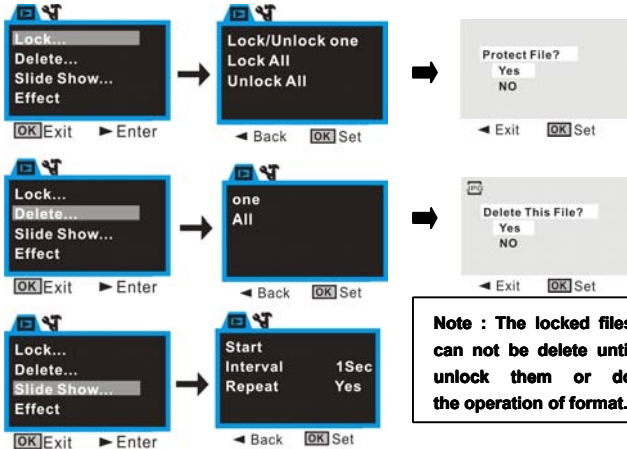 Lock...
Delete...
Slide Show...
Effect
OK Exit ► Enter
Lock/Unlock one
Lock All
Unlock All
◄ Back OK Set
Protect File?
Yes
NO
◄ Exit OK Set
Lock...
Delete...
Slide Show...
Effect
OK Exit ► Enter
one
All
◄ Back OK Set
JPG
Delete This File?
Yes
NO
◄ Exit OK Set
Lock...
Delete...
Slide Show...
Effect
OK Exit ► Enter
Start
Interval 1Sec
Repeat Yes
◄ Back OK Set
Note : The locked files
can not be delete unti
unlock them or do
the operation of format.